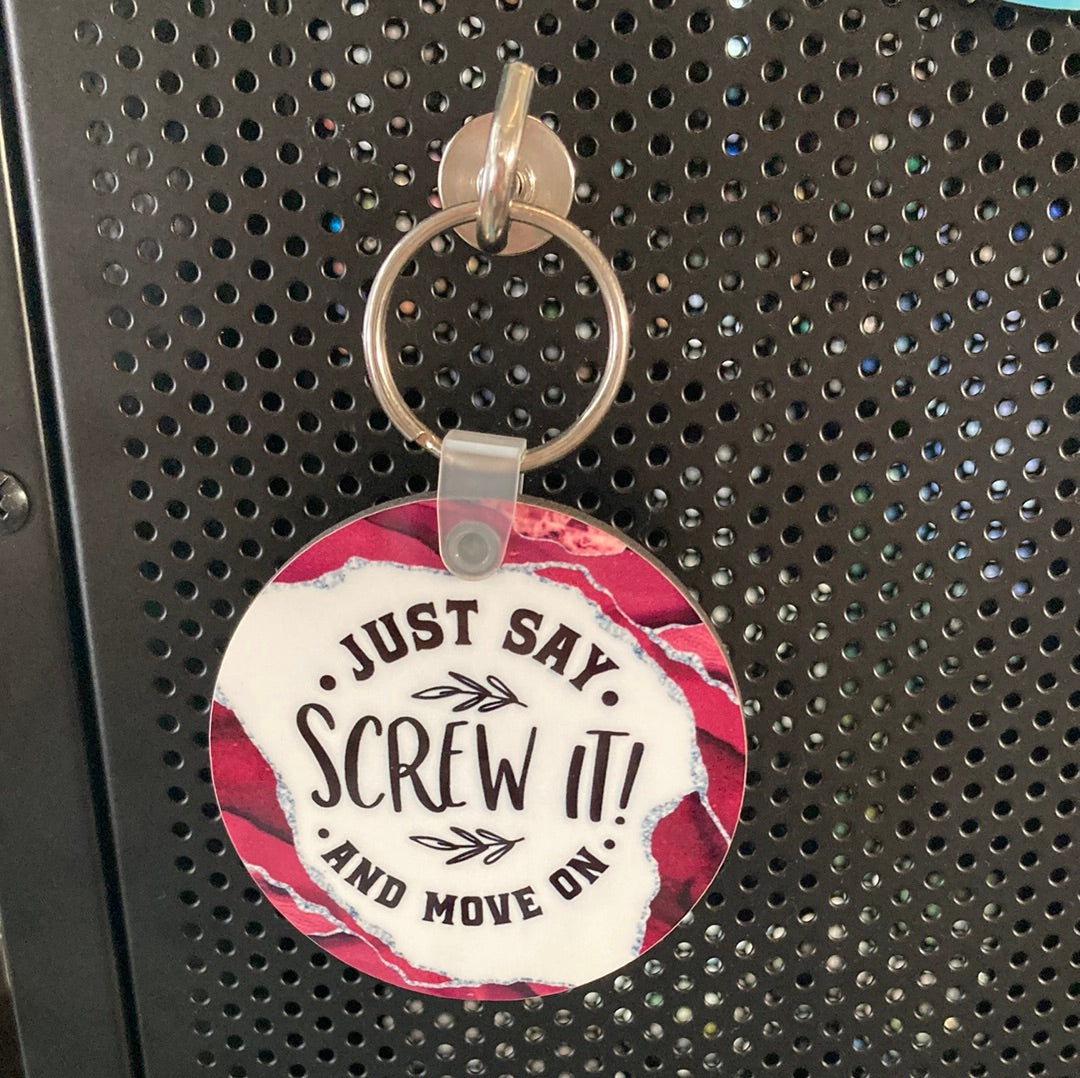 JUST SAY
SCREW IT!
AND MOVE ON